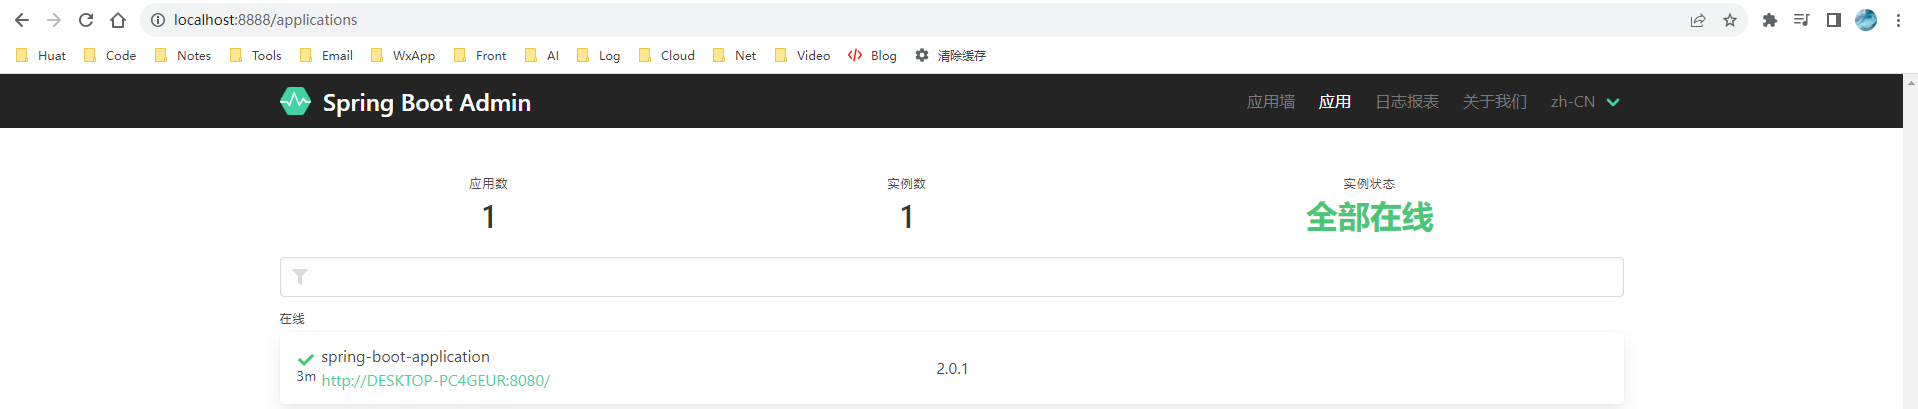 localhost:8888/applications
Huat Code Notes Tools Email WxApp Front AI Log Cloud Net Video Blog 清除缓存
Spring Boot Admin 应用墙 应用 日志报表 关于我们 zh-CN
应用数 实例数 实例状态
1 1 全部在线
在线
spring-boot-application
3m http://DESKTOP-PC4GEUR:8080/ 2.0.1